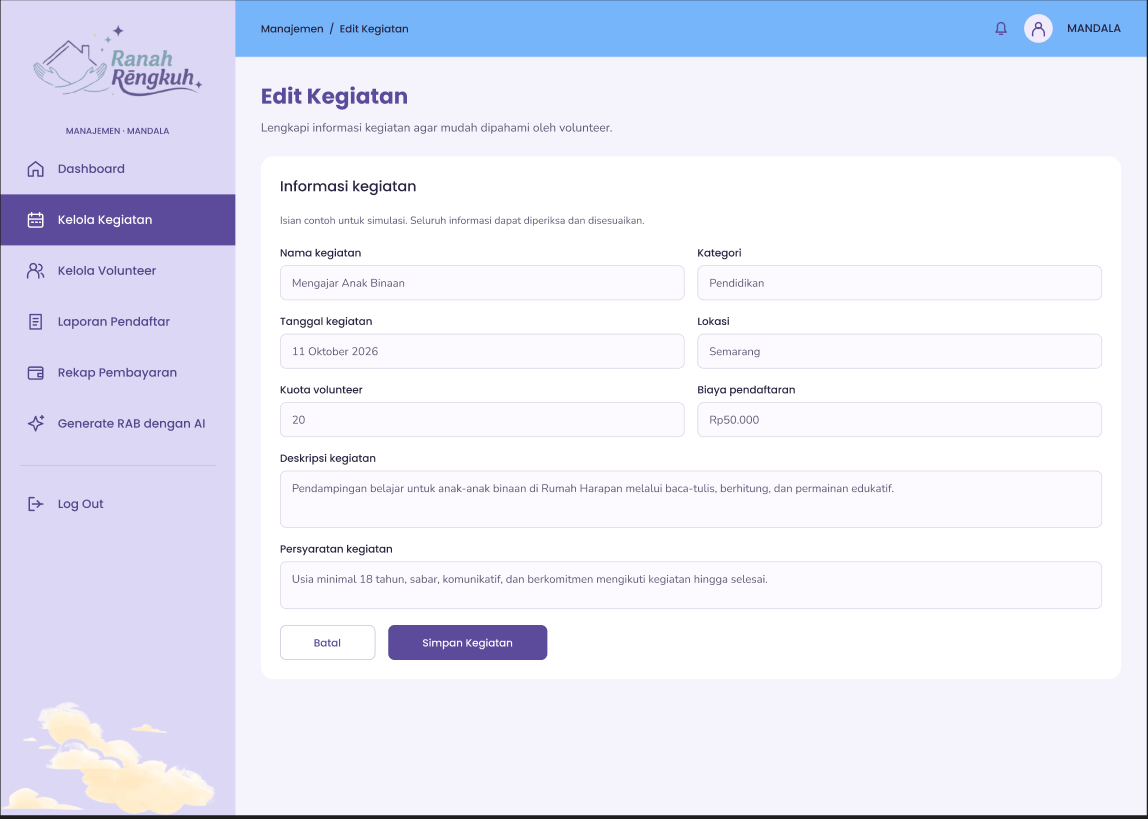 Ranah
Rēngkuh
MANAJEMEN · MANDALA
Dashboard
Kelola Kegiatan
Kelola Volunteer
Laporan Pendaftar
Rekap Pembayaran
Generate RAB dengan AI
Log Out
Manajemen / Edit Kegiatan
MANDALA
Edit Kegiatan
Lengkapi informasi kegiatan agar mudah dipahami oleh volunteer.
Informasi kegiatan
Isian contoh untuk simulasi. Seluruh informasi dapat diperiksa dan disesuaikan.
Nama kegiatan
Mengajar Anak Binaan
Kategori
Pendidikan
Tanggal kegiatan
11 Oktober 2026
Lokasi
Semarang
Kuota volunteer
20
Biaya pendaftaran
Rp50.000
Deskripsi kegiatan
Pendampingan belajar untuk anak-anak binaan di Rumah Harapan melalui baca-tulis, berhitung, dan permainan edukatif.
Persyaratan kegiatan
Usia minimal 18 tahun, sabar, komunikatif, dan berkomitmen mengikuti kegiatan hingga selesai.
Batal
Simpan Kegiatan